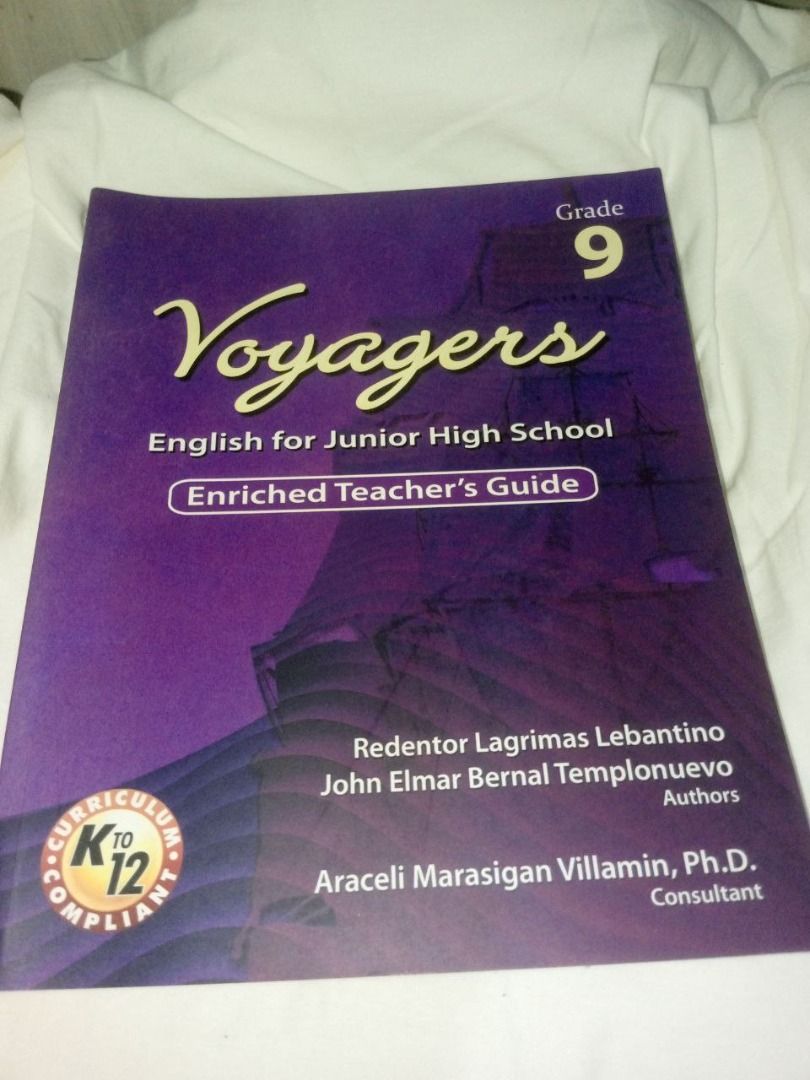 Grade
9
Voyagers
English for Junior High School
Enriched Teacher's Guide
Redentor Lagrimas Lebantino
John Elmar Bernal Templonuevo
Authors
Araceli Marasigan Villamin, Ph.D.
Consultant
CURRICULUM
K TO
12
COMPLIANT